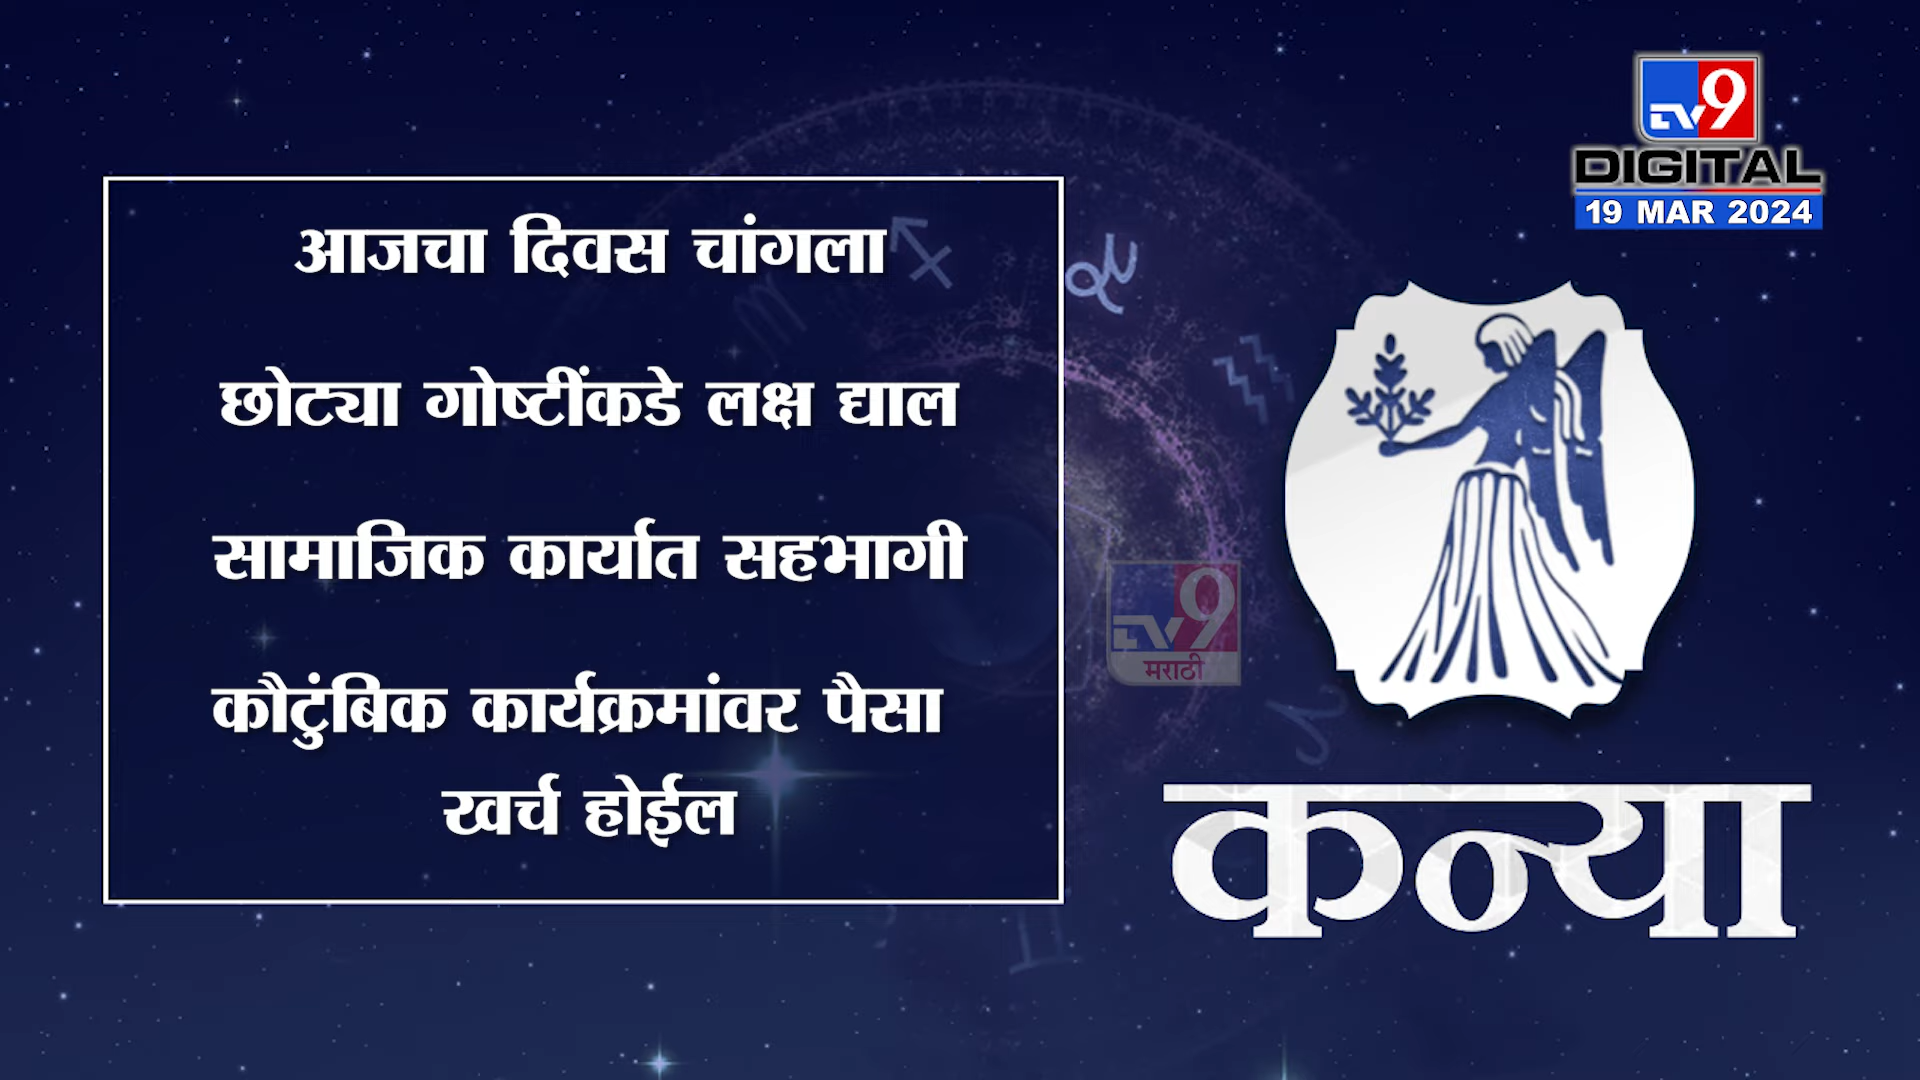 TV9
DIGITAL
19 MAR 2024
आजचा दिवस चांगला
छोट्या गोष्टींकडे लक्ष द्याल
सामाजिक कार्यात सहभागी
कौटुंबिक कार्यक्रमांवर पैसा
खर्च होईल
TV9
मराठी
कन्या